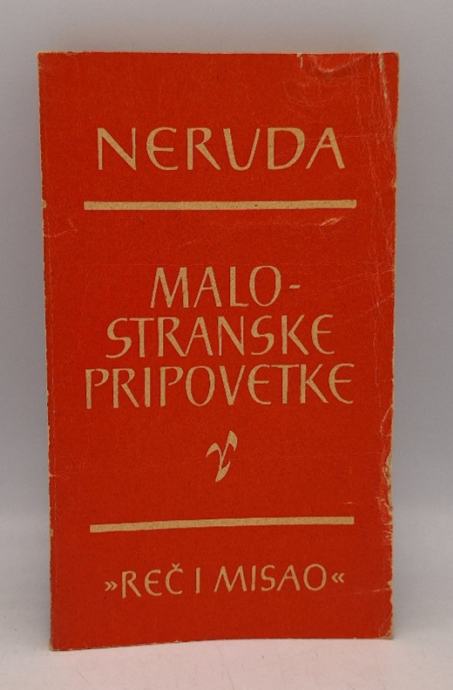 NERUDA
MALO-
STRANSKE
PRIPOVETKE
»REČ I MISAO«